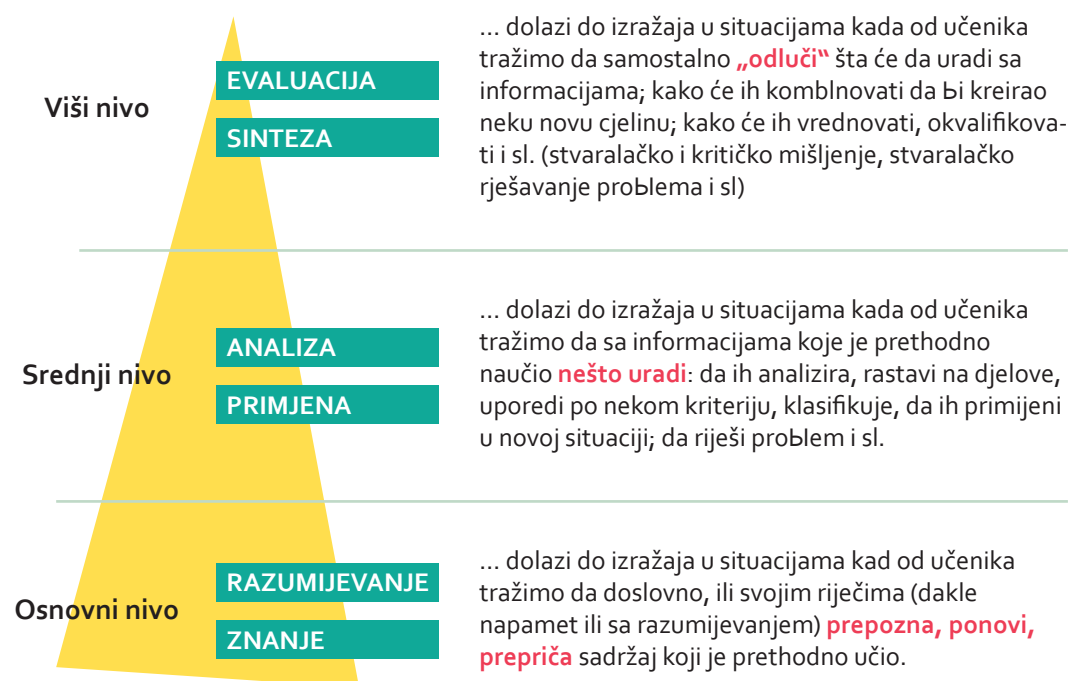 Viši nivo
EVALUACIJA
SINTEZA
... dolazi do izražaja u situacijama kada od učenika
tražimo da samostalno „odluči“ šta će da uradi sa
informacijama; kako će ih komblnovati da ьi kreirao
neku novu cjelinu; kako će ih vrednovati, okvalifikova-
ti i sl. (stvaralačko i kritičko mišljenje, stvaralačko
rješavanje proьlema i sl)
Srednji nivo
ANALIZA
PRIMJENA
... dolazi do izražaja u situacijama kada od učenika
tražimo da sa informacijama koje je prethodno
naučio nešto uradi: da ih analizira, rastavi na djelove,
uporedi po nekom kriteriju, klasifikuje, da ih primijeni
u novoj situaciji; da riješi proьlem i sl.
Osnovni nivo
RAZUMIJEVANJE
ZNANJE
... dolazi do izražaja u situacijama kad od učenika
tražimo da doslovno, ili svojim riječima (dakle
napamet ili sa razumijevanjem) prepozna, ponovi,
prepriča sadržaj koji je prethodno učio.